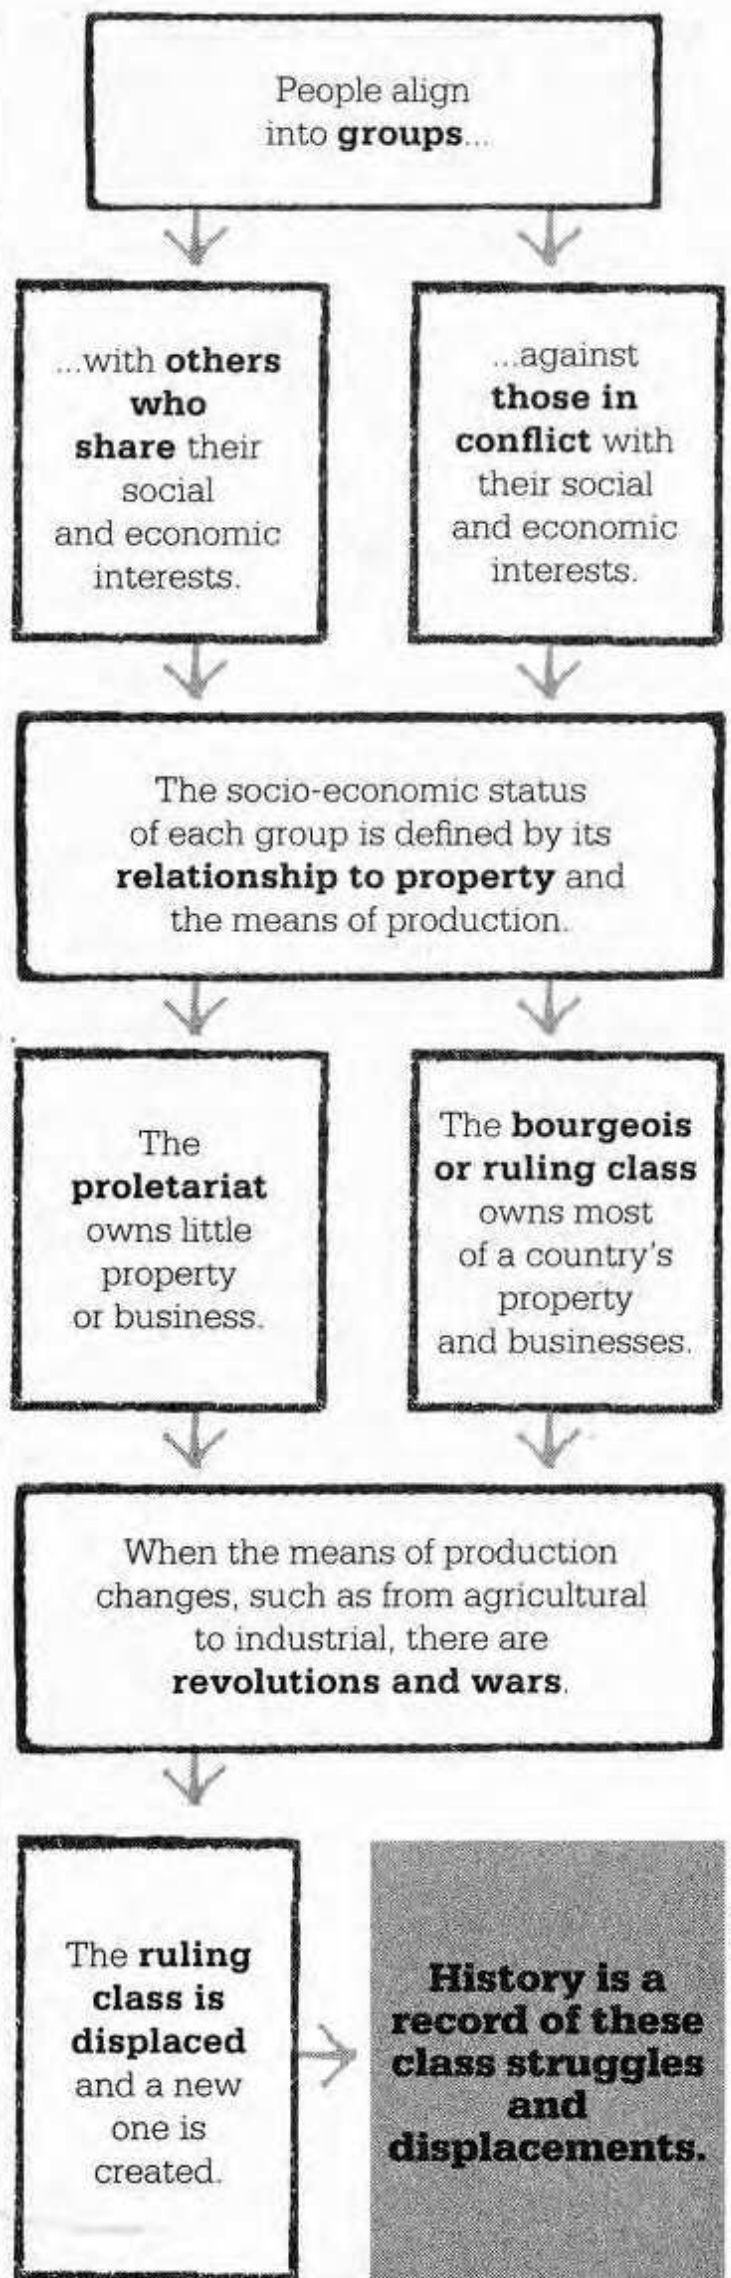 People align
into groups...
...with others
who
share their
social
and economic
interests.
...against
those in
conflict with
their social
and economic
interests.
The socio-economic status
of each group is defined by its
relationship to property and
the means of production.
The
proletariat
owns little
property
or business.
The bourgeois
or ruling class
owns most
of a country's
property
and businesses.
When the means of production
changes, such as from agricultural
to industrial, there are
revolutions and wars.
The ruling
class is
displaced
and a new
one is
created.
History is a
record of these
class struggles
and
displacements.